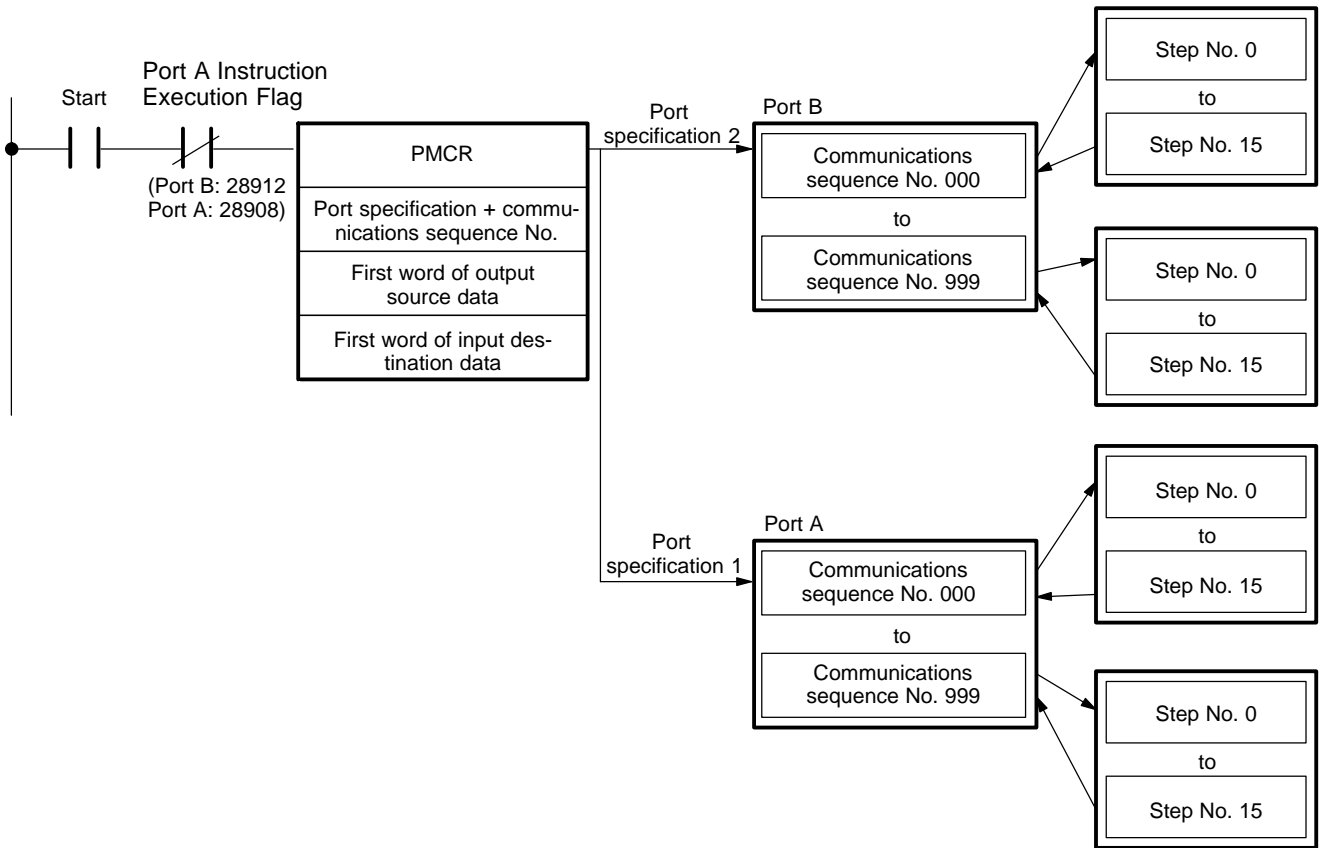 Start
Port A Instruction
Execution Flag
(Port B: 28912
Port A: 28908)
PMCR
Port specification + commu-
nications sequence No.
First word of output
source data
First word of input des-
tination data
Port
specification 2
Port B
Communications
sequence No. 000
to
Communications
sequence No. 999
Step No. 0
to
Step No. 15
Step No. 0
to
Step No. 15
Port
specification 1
Port A
Communications
sequence No. 000
to
Communications
sequence No. 999
Step No. 0
to
Step No. 15
Step No. 0
to
Step No. 15